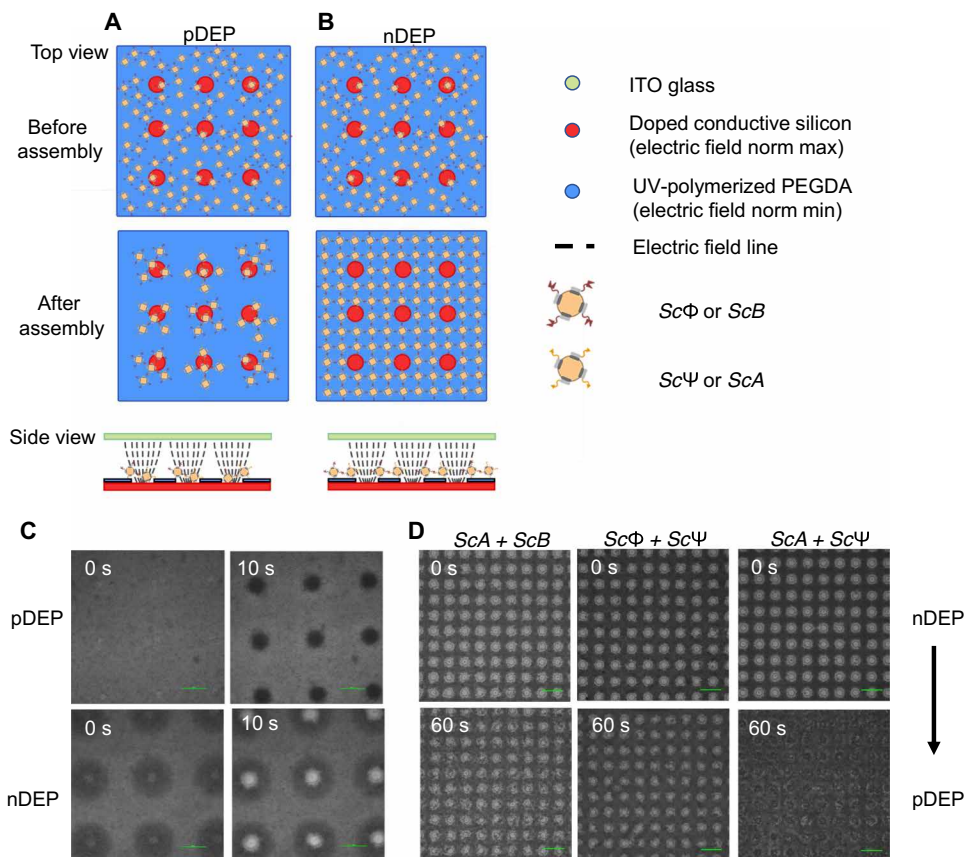 A
pDEP
B
nDEP
Top view
Before
assembly
After
assembly
Side view
ITO glass
Doped conductive silicon
(electric field norm max)
UV-polymerized PEGDA
(electric field norm min)
Electric field line
ScΦ or ScB
ScΨ or ScA
C
pDEP
0 s
10 s
nDEP
0 s
10 s
D
ScA + ScB
ScΦ + ScΨ
ScA + ScΨ
0 s
0 s
0 s
60 s
60 s
60 s
nDEP
pDEP